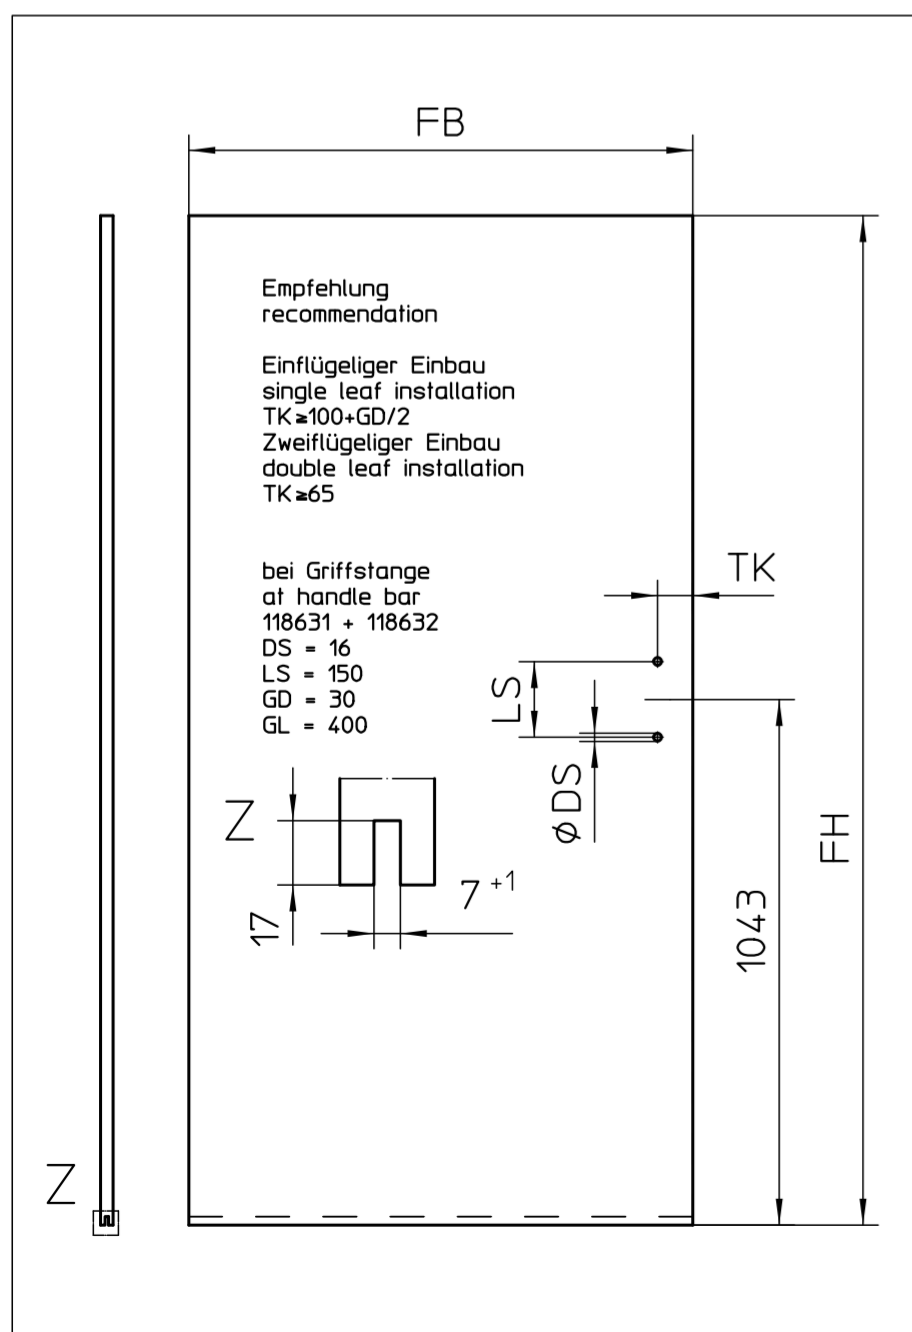 FB
Empfehlung
recommendation
Einflügeliger Einbau
single leaf installation
TK≥100+GD/2
Zweiflügeliger Einbau
double leaf installation
TK≥65
bei Griffstange
at handle bar
118631 + 118632
DS = 16
LS = 150
GD = 30
GL = 400
TK
LS
ϕDS
FH
1043
Z
17
7 +1
Z